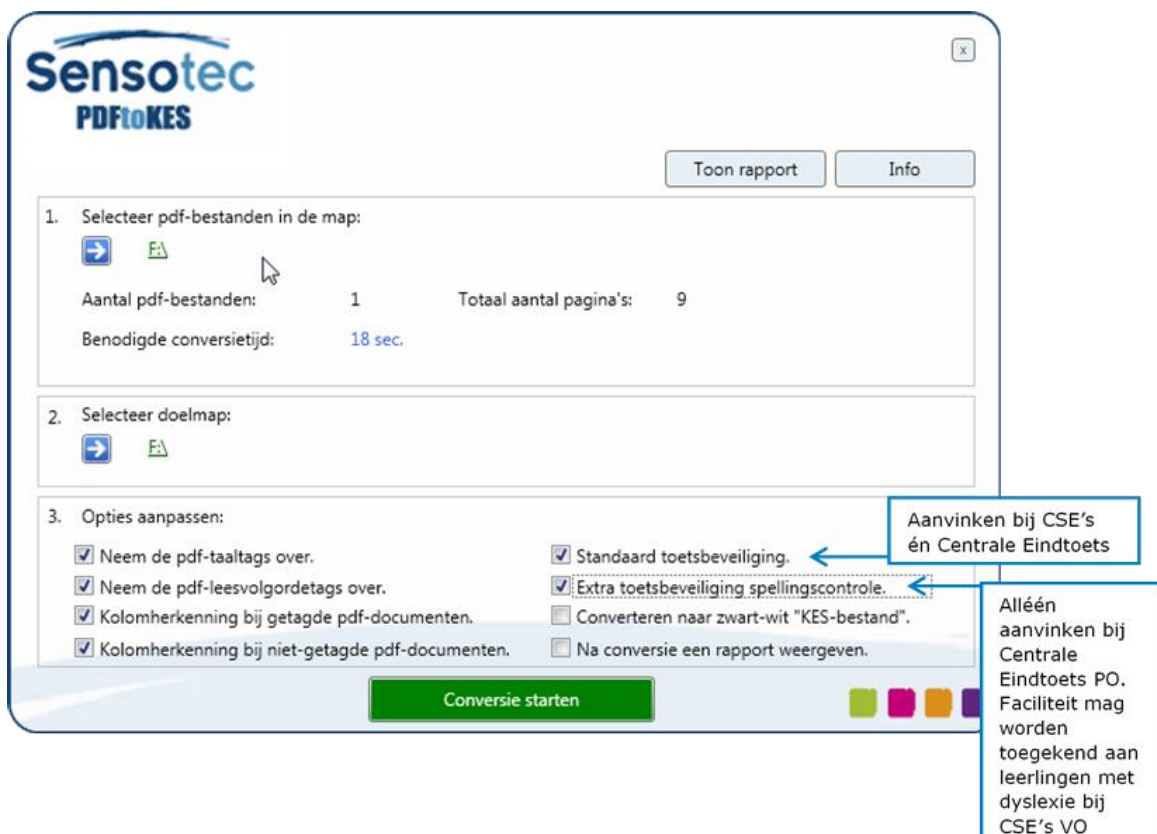 Sensotec
PDFtoKES
x
Toon rapport
Info
1. Selecteer pdf-bestanden in de map:
F:\
Aantal pdf-bestanden: 1 Totaal aantal pagina's: 9
Benodigde conversietijd: 18 sec.
2. Selecteer doelmap:
F:\
3. Opties aanpassen:
Neem de pdf-taaltags over.
Neem de pdf-leesvolgordetags over.
Kolomherkenning bij getagde pdf-documenten.
Kolomherkenning bij niet-getagde pdf-documenten.
Standaard toetsbeveiliging.
Extra toetsbeveiliging spellingscontrole.
Converteren naar zwart-wit "KES-bestand".
Na conversie een rapport weergeven.
Conversie starten
Aanvinken bij CSE's
én Centrale Eindtoets
Alléén
aanvinken bij
Centrale
Eindtoets PO.
Faciliteit mag
worden
toegekend aan
leerlingen met
dyslexie bij
CSE's VO